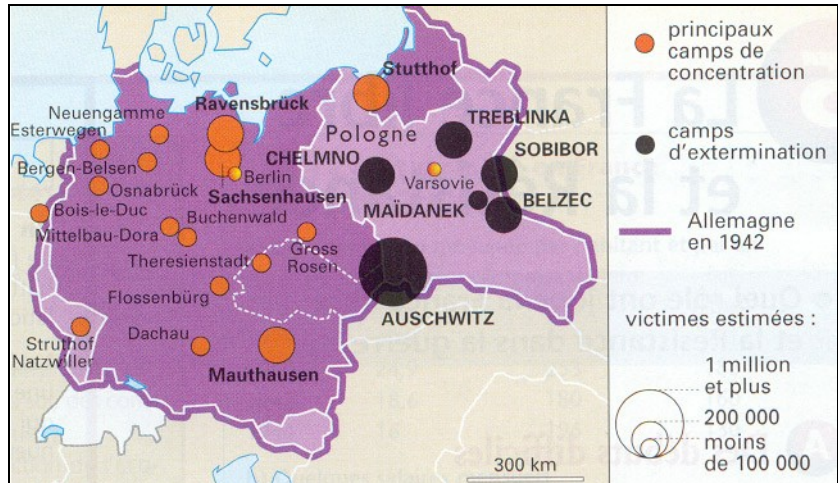 Stutthof
Ravensbrück
Neuengamme
Esterwegen
Pologne
TREBLINKA
CHELMNO
SOBIBOR
Bergen-Belsen
Berlin
Varsovie
Osnabrück
Sachsenhausen
Bois-le-Duc
Buchenwald
MAÏDANEK
BELZEC
Mittelbau-Dora
Theresienstadt
Gross
Rosen
Flossenbürg
AUSCHWITZ
Struthof
Natzwiller
Dachau
Mauthausen
300 km
principaux
camps de
concentration
camps
d'extermination
Allemagne
en 1942
victimes estimées :
1 million
et plus
200 000
moins
de 100 000